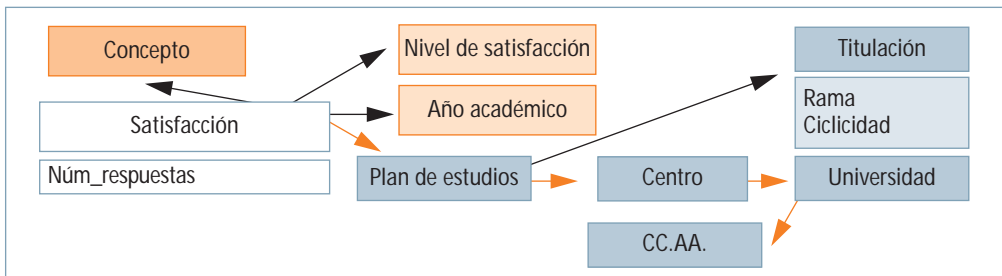 Concepto
Nivel de satisfacción
Titulación
Año académico
Rama
Ciclicidad
Satisfacción
Núm_respuestas
Plan de estudios
Centro
Universidad
CC.AA.